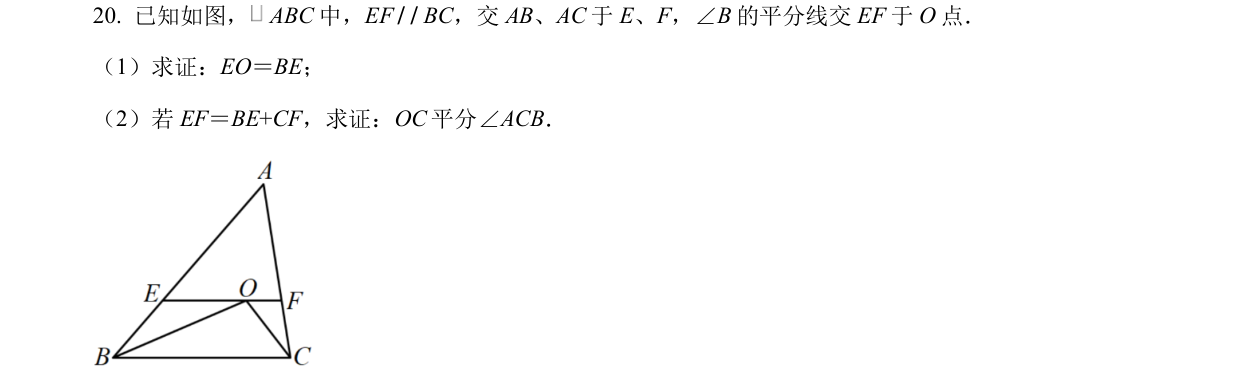 20. 已知如图，□ ABC 中，EF∥BC，交 AB、AC 于 E、F，∠B 的平分线交 EF 于 O 点．
（1）求证：EO＝BE；
（2）若 EF＝BE+CF，求证：OC 平分∠ACB．
A
E O F
B C